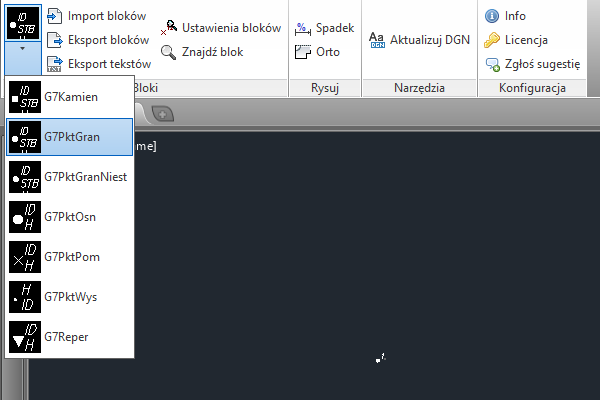 ID
STB
Import bloków
Eksport bloków
Eksport tekstów
Ustawienia bloków
Znajdź blok
Spadek
Orto
Aa
DGN
Aktualizuj DGN
Info
Licencja
Zgłoś sugestię
Bloki
Rysuj
Narzędzia
Konfiguracja
ID
STB
G7Kamien
ID
STB
G7PktGran
ID
STB
G7PktGranNiest
ID
H
G7PktOsn
ID
H
G7PktPom
H
ID
G7PktWys
ID
H
G7Reper
me]